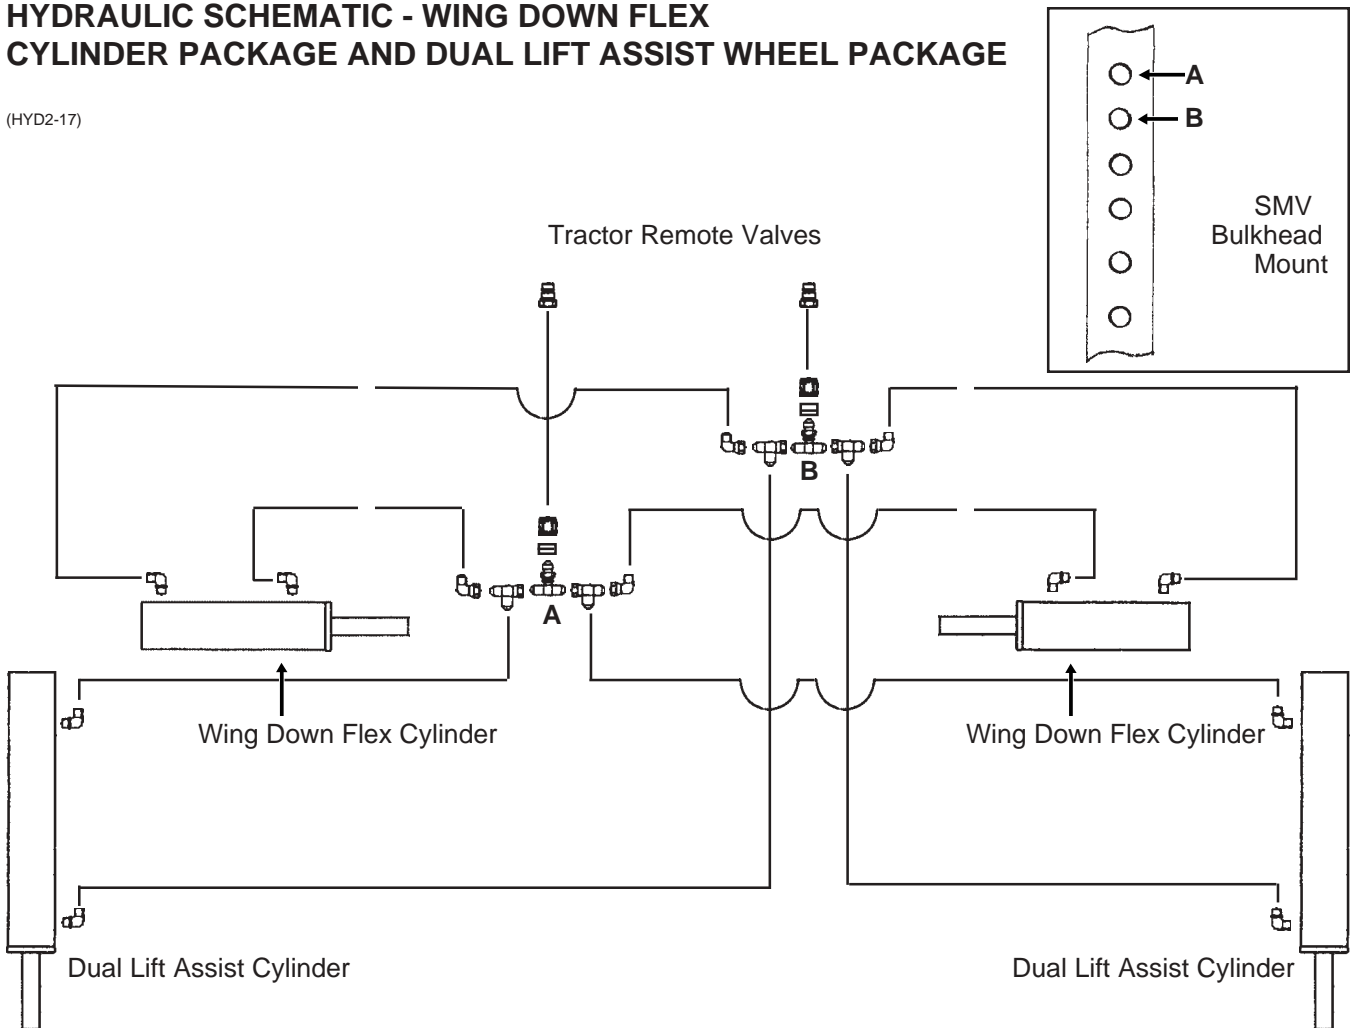 HYDRAULIC SCHEMATIC - WING DOWN FLEX
CYLINDER PACKAGE AND DUAL LIFT ASSIST WHEEL PACKAGE
(HYD2-17)
A
B
SMV
Bulkhead
Mount
Tractor Remote Valves
B
A
Wing Down Flex Cylinder
Wing Down Flex Cylinder
Dual Lift Assist Cylinder
Dual Lift Assist Cylinder